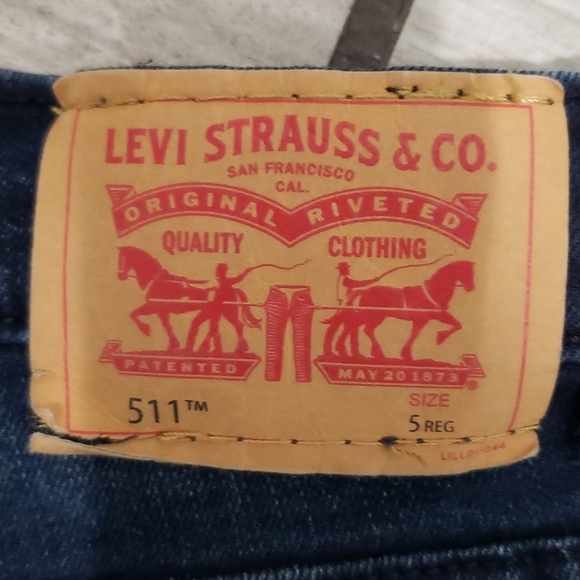 LEVI STRAUSS & CO.
SAN FRANCISCO
CAL.
ORIGINAL RIVETED
QUALITY CLOTHING
PATENTED MAY 20 1873 ®
SIZE
511™ 5 REG